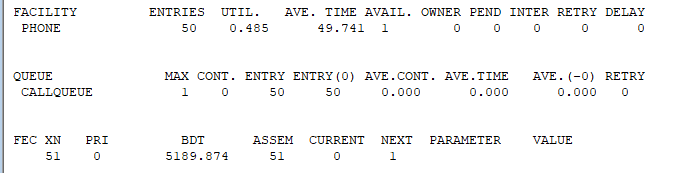 FACILITY ENTRIES UTIL. AVE. TIME AVAIL. OWNER PEND INTER RETRY DELAY
PHONE 50 0.485 49.741 1 0 0 0 0 0
QUEUE MAX CONT. ENTRY ENTRY(0) AVE.CONT. AVE.TIME AVE.(-0) RETRY
CALLQUEUE 1 0 50 50 0.000 0.000 0.000 0
FEC XN PRI BDT ASSEM CURRENT NEXT PARAMETER VALUE
51 0 5189.874 51 0 1